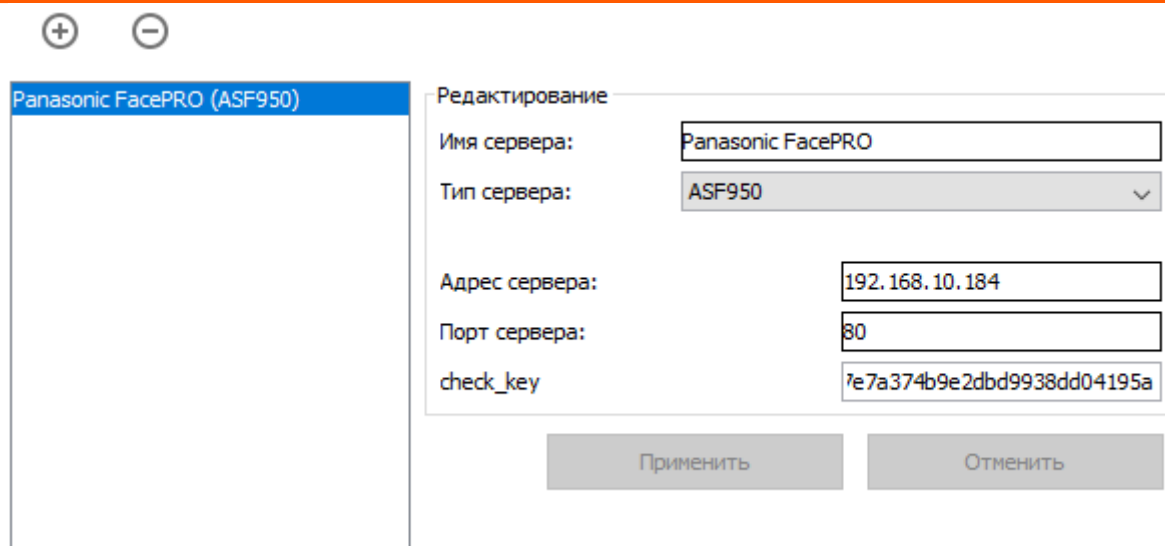 Panasonic FacePRO (ASF950)
Редактирование
Имя сервера: Panasonic FacePRO
Тип сервера: ASF950
Адрес сервера: 192.168.10.184
Порт сервера: 80
check_key 7e7a374b9e2dbd9938dd04195a
Применить Отменить